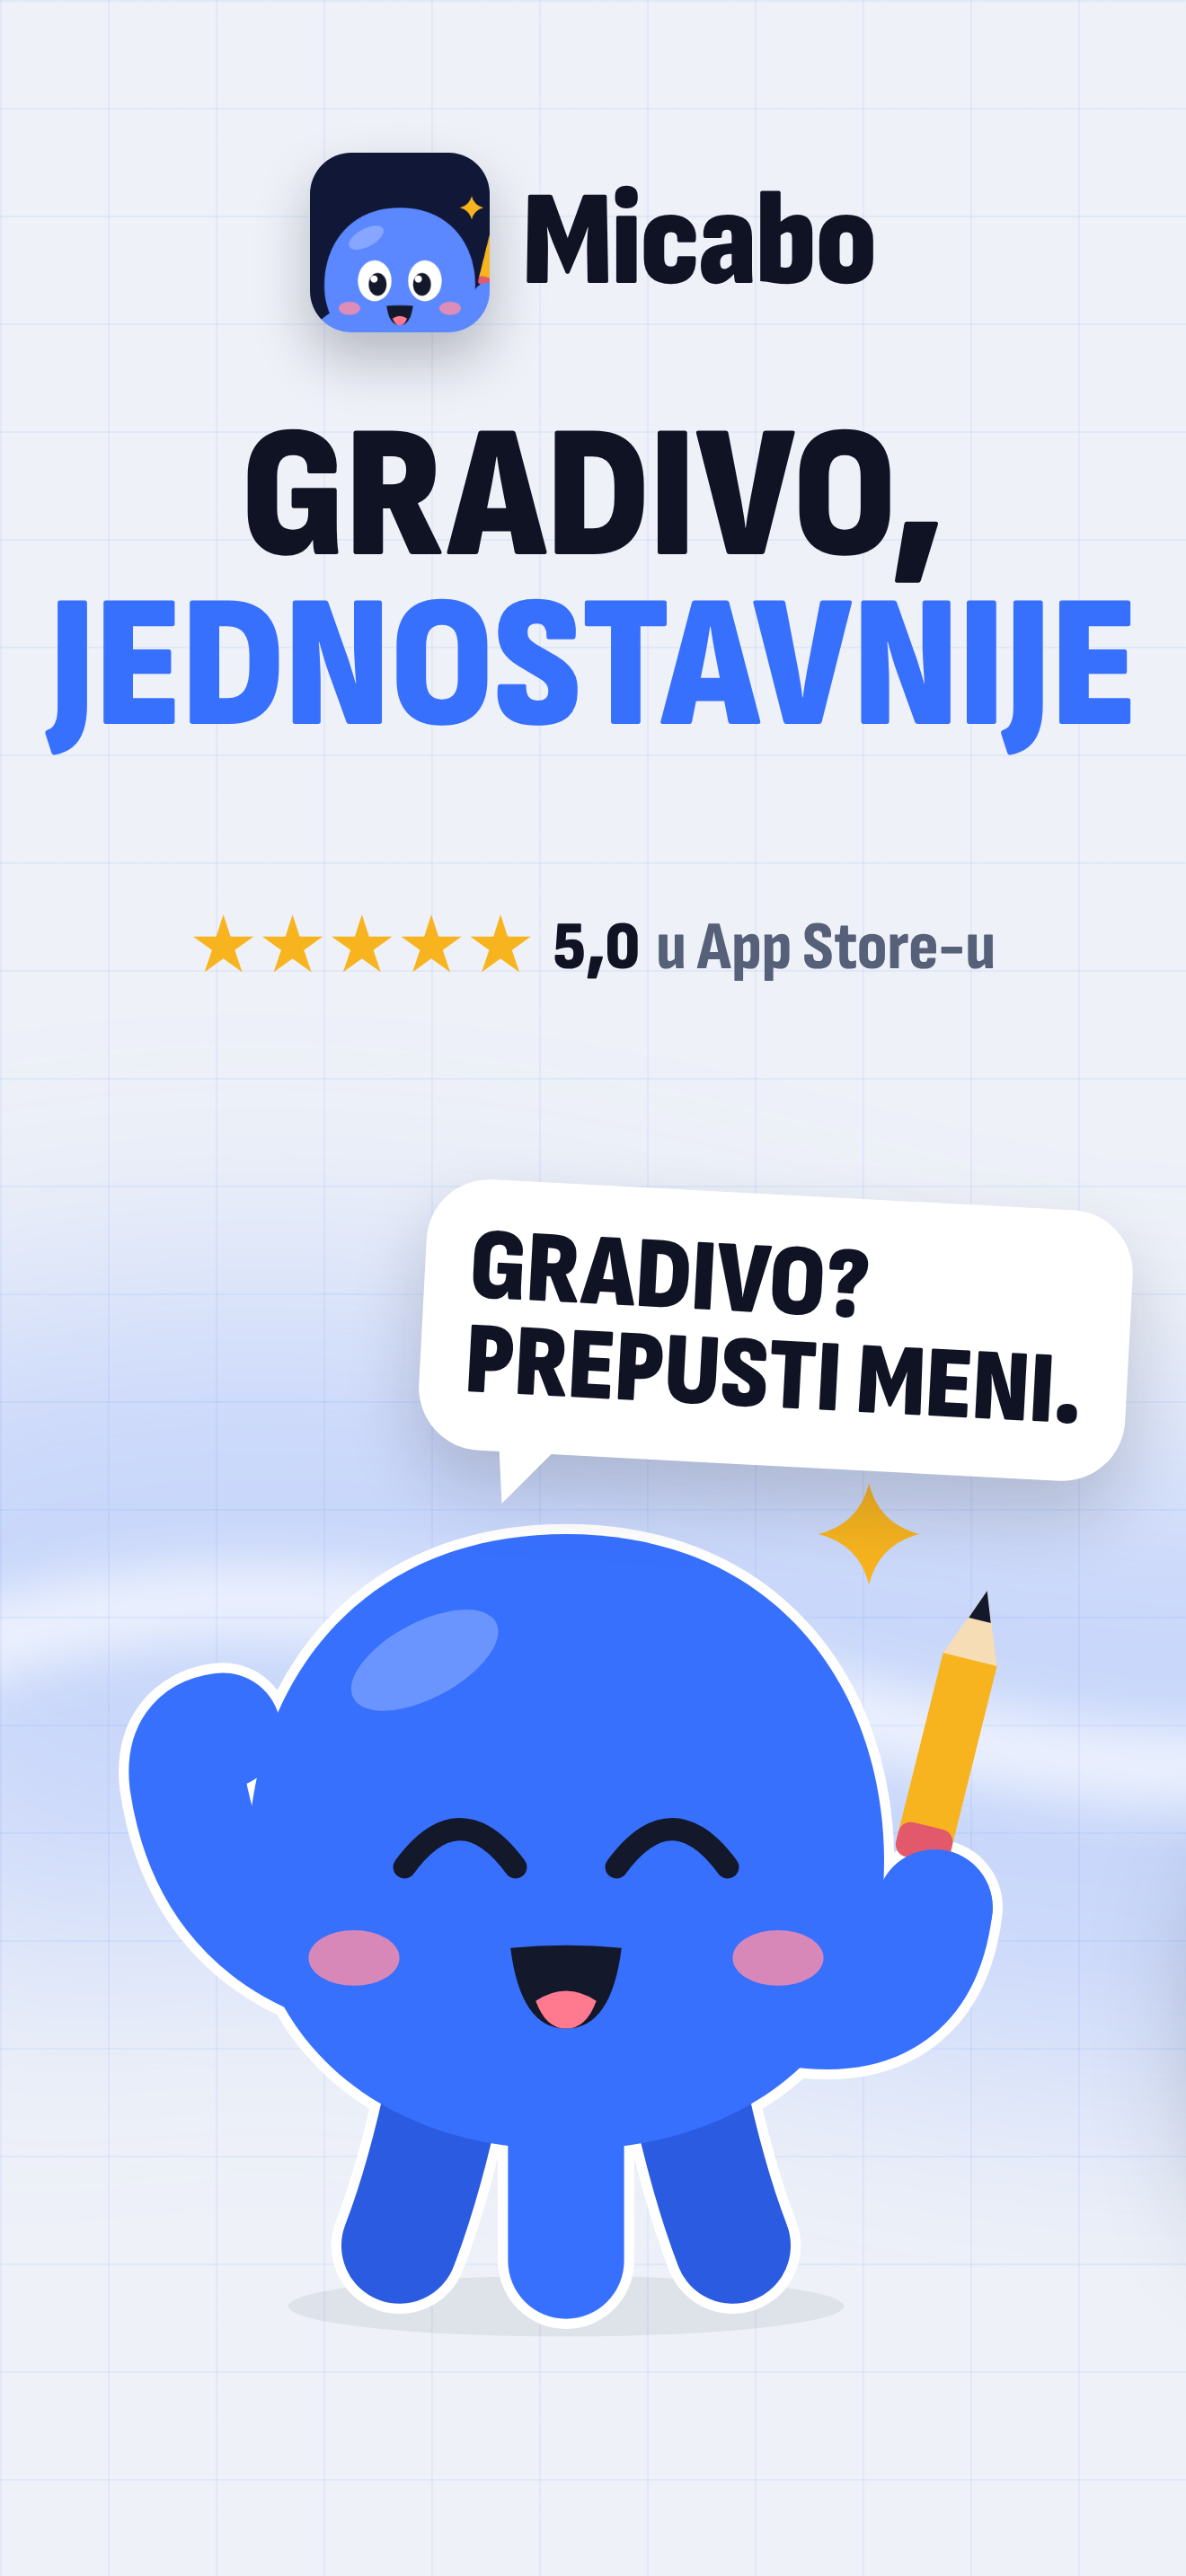 Micabo
GRADIVO,
JEDNOSTAVNIJE
5,0 u App Store-u
GRADIVO?
PREPUSTI MENI.